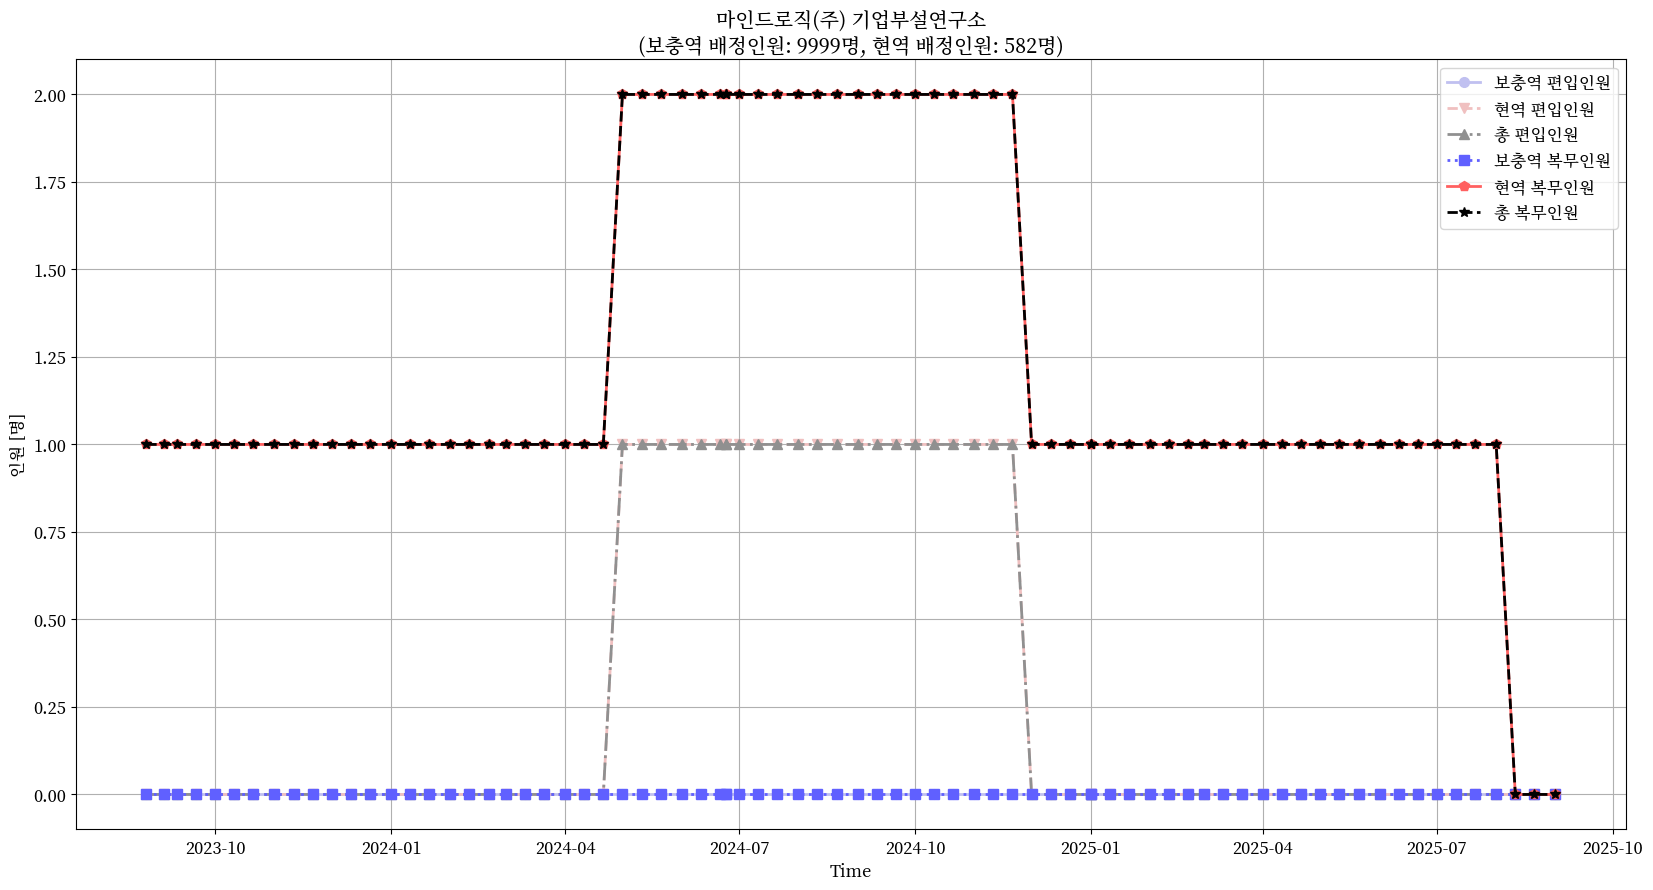 마인드로직(주) 기업부설연구소
(보충역 배정인원: 9999명, 현역 배정인원: 582명)
보충역 편입인원
현역 편입인원
총 편입인원
보충역 복무인원
현역 복무인원
총 복무인원
인원 [명]
2.00
1.75
1.50
1.25
1.00
0.75
0.50
0.25
0.00
2023-10
2024-01
2024-04
2024-07
2024-10
2025-01
2025-04
2025-07
2025-10
Time